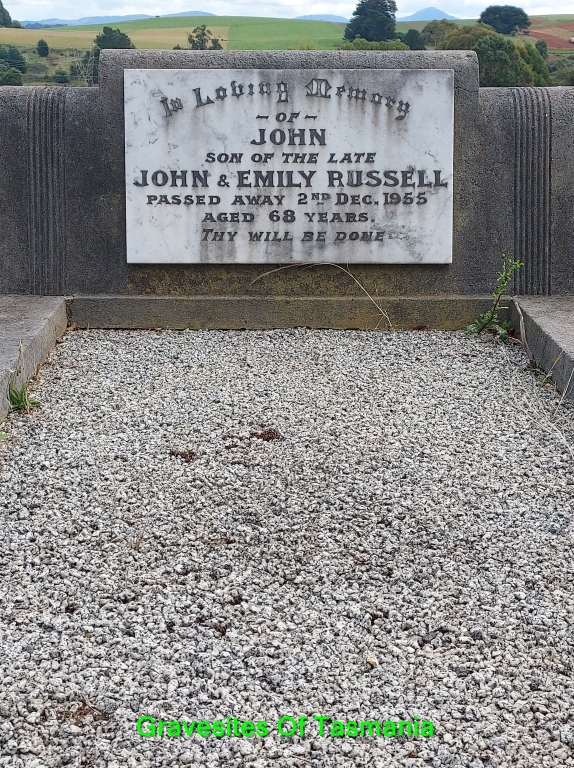 In Loving Memory
– OF –
JOHN
SON OF THE LATE
JOHN & EMILY RUSSELL
PASSED AWAY 2ND DEC. 1955
AGED 68 YEARS.
THY WILL BE DONE
Gravesites Of Tasmania